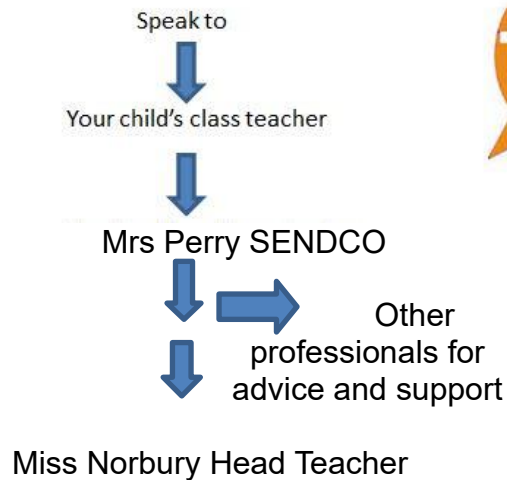 Speak to
Your child's class teacher
Mrs Perry SENDCO
Other
professionals for
advice and support
Miss Norbury Head Teacher